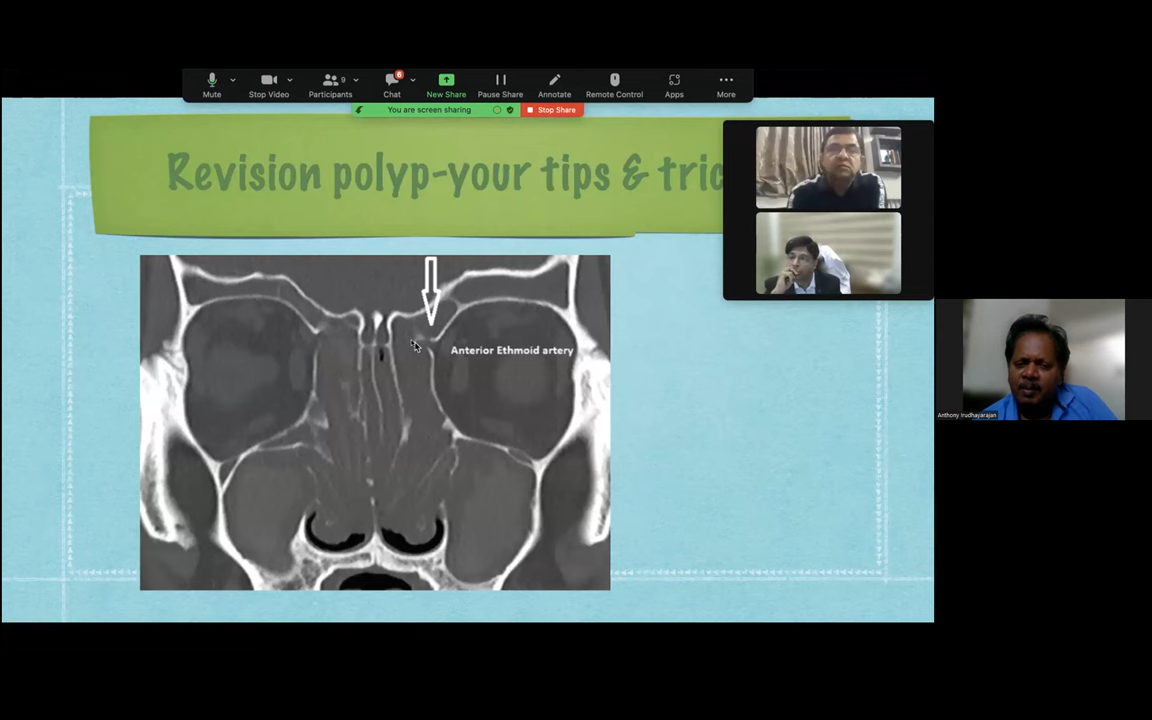 Mute
Stop Video
Participants
9
Chat
6
New Share
Pause Share
Annotate
Remote Control
Apps
More
You are screen sharing
Stop Share
Revision polyp-your tips & tric
Anterior Ethmoid artery
Anthony Irudhayarajan